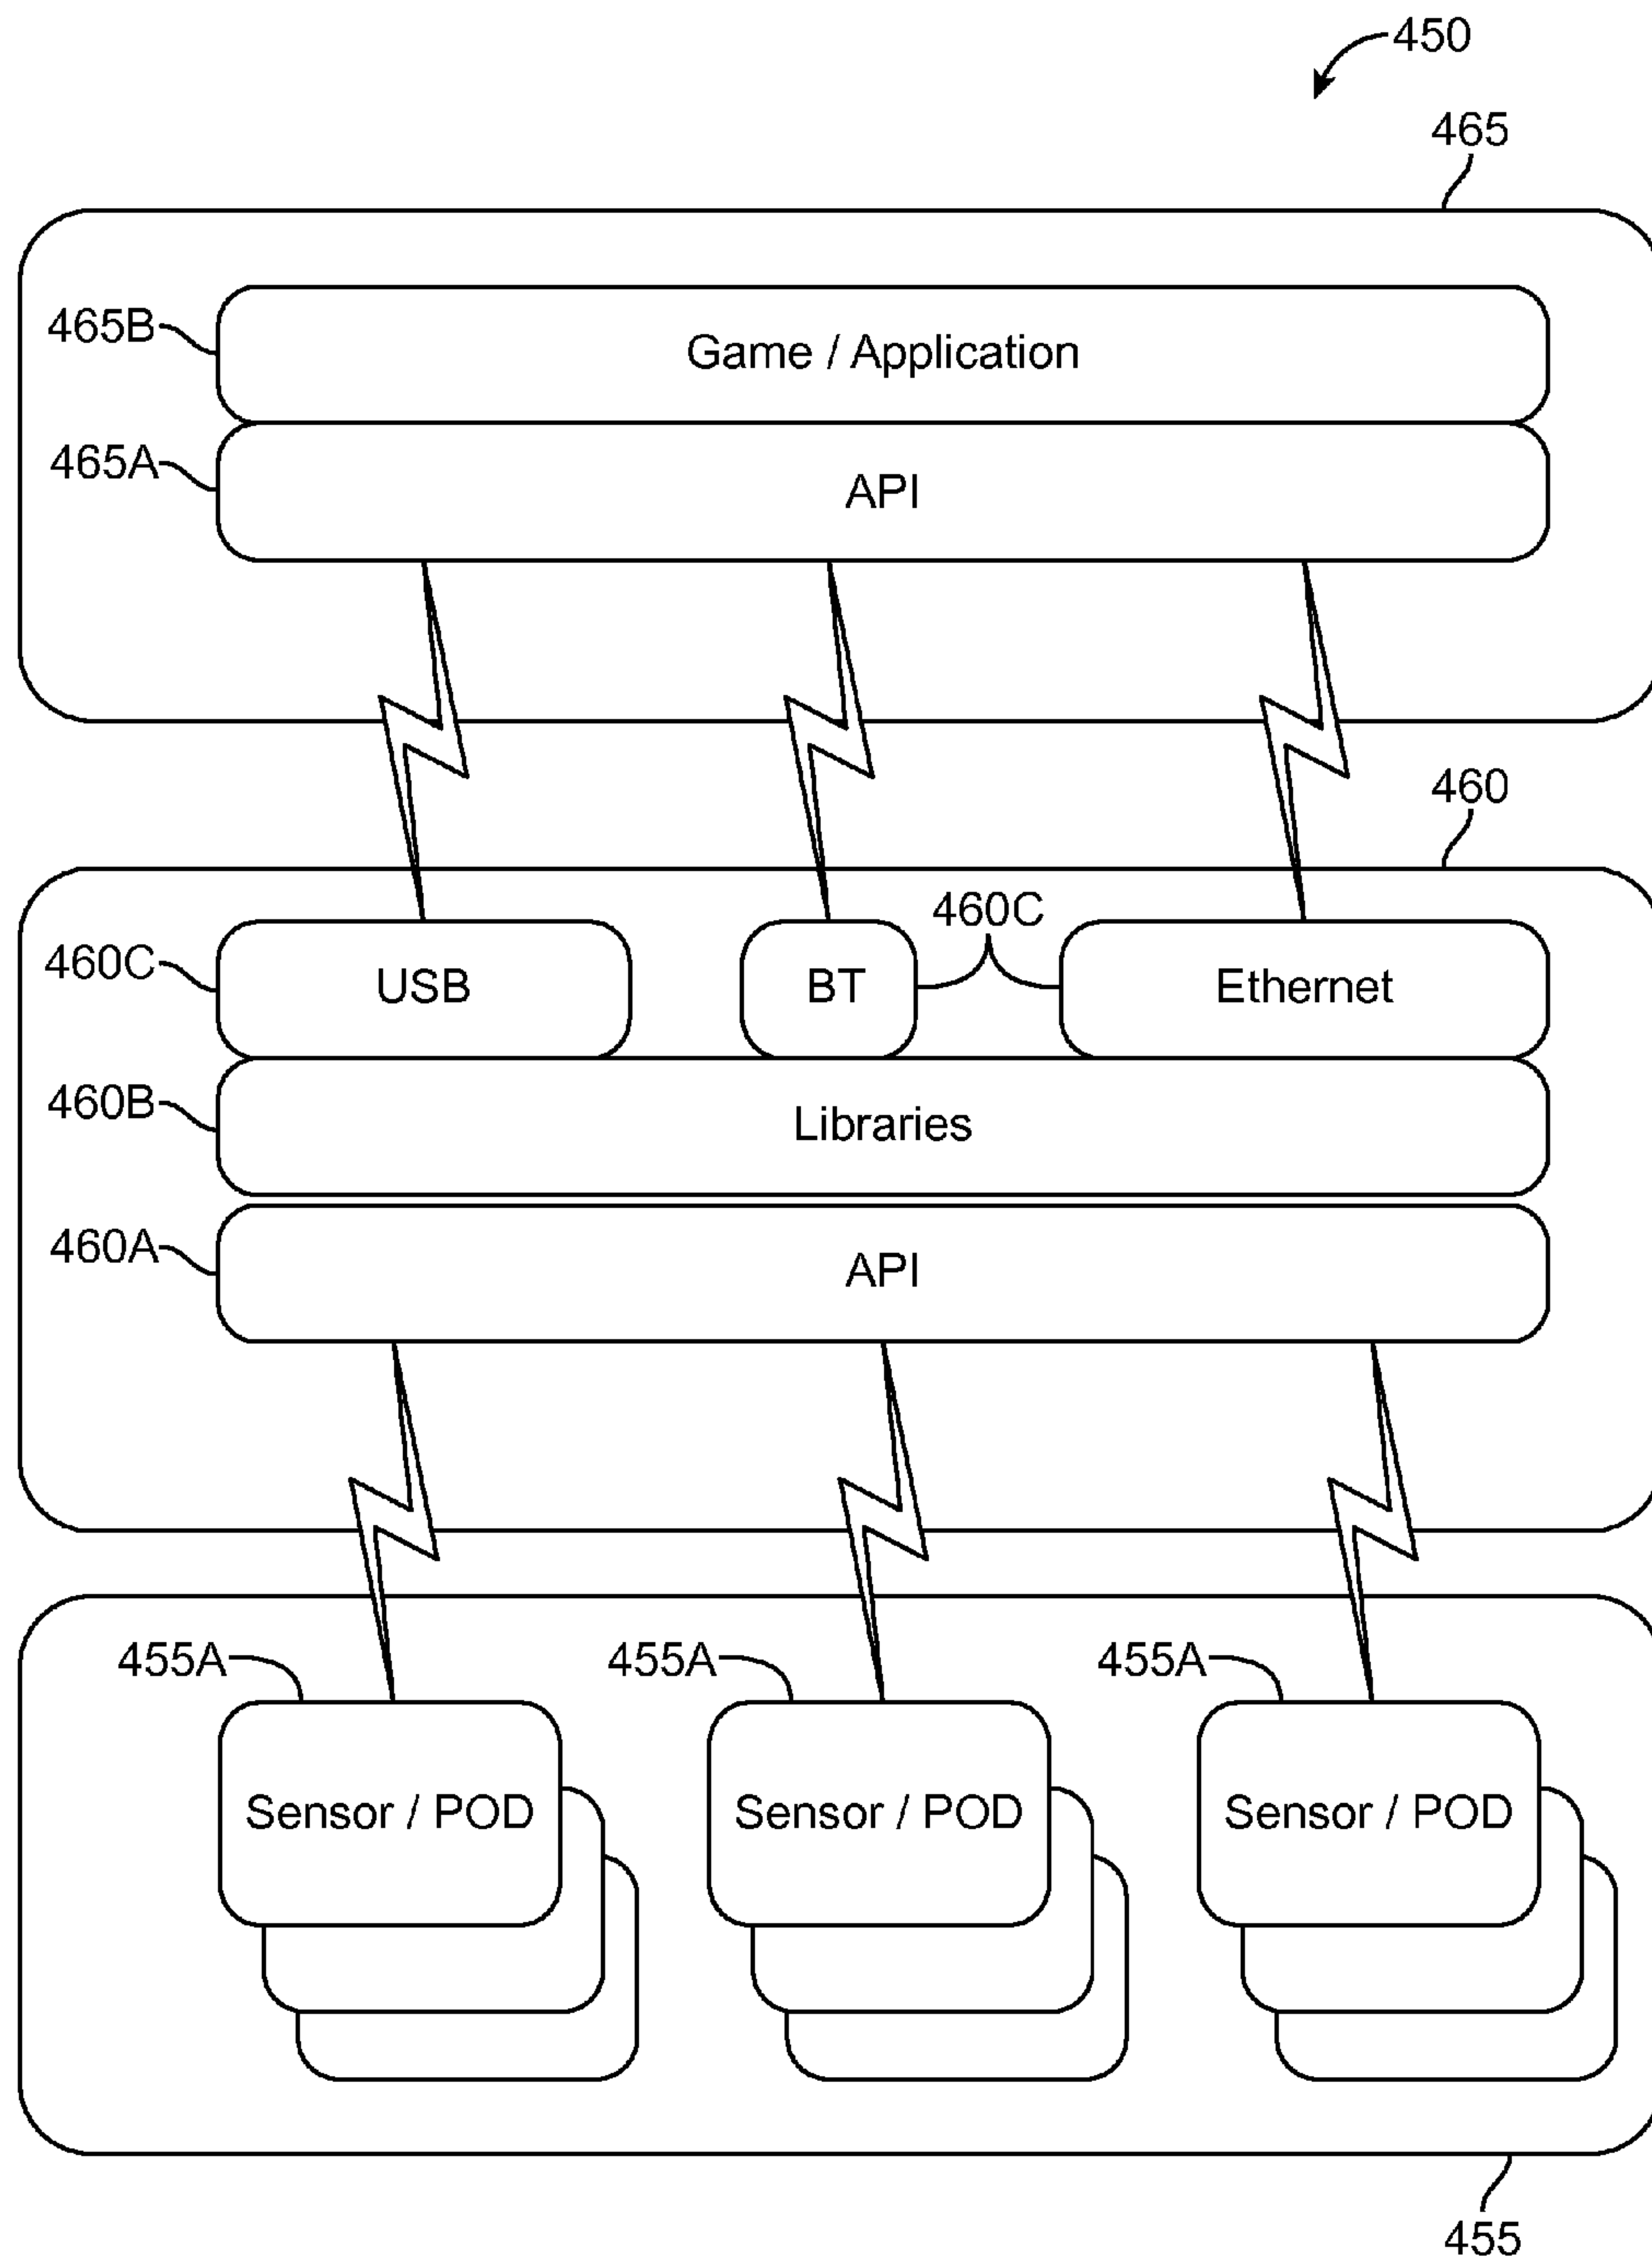 450
465
465B
Game / Application
465A
API
460
460C
460C
USB
BT
Ethernet
460B
Libraries
460A
API
455A
455A
455A
Sensor / POD
Sensor / POD
Sensor / POD
455